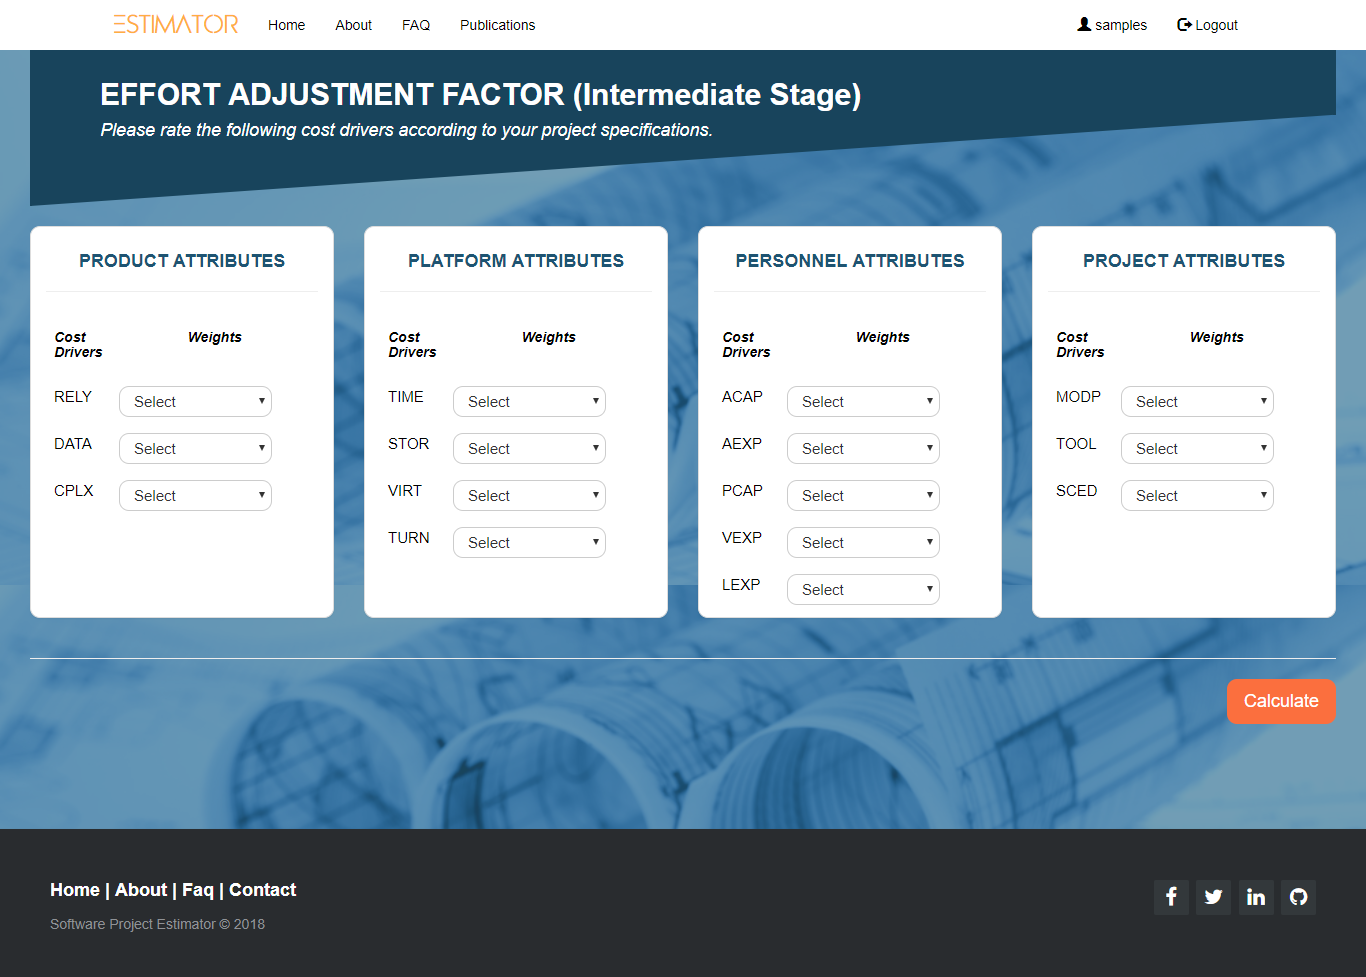 ESTIMATOR Home About FAQ Publications samples Logout
EFFORT ADJUSTMENT FACTOR (Intermediate Stage)
Please rate the following cost drivers according to your project specifications.
PRODUCT ATTRIBUTES
Cost Drivers Weights
RELY Select
DATA Select
CPLX Select
PLATFORM ATTRIBUTES
Cost Drivers Weights
TIME Select
STOR Select
VIRT Select
TURN Select
PERSONNEL ATTRIBUTES
Cost Drivers Weights
ACAP Select
AEXP Select
PCAP Select
VEXP Select
LEXP Select
PROJECT ATTRIBUTES
Cost Drivers Weights
MODP Select
TOOL Select
SCED Select
Calculate
Home | About | Faq | Contact
Software Project Estimator © 2018